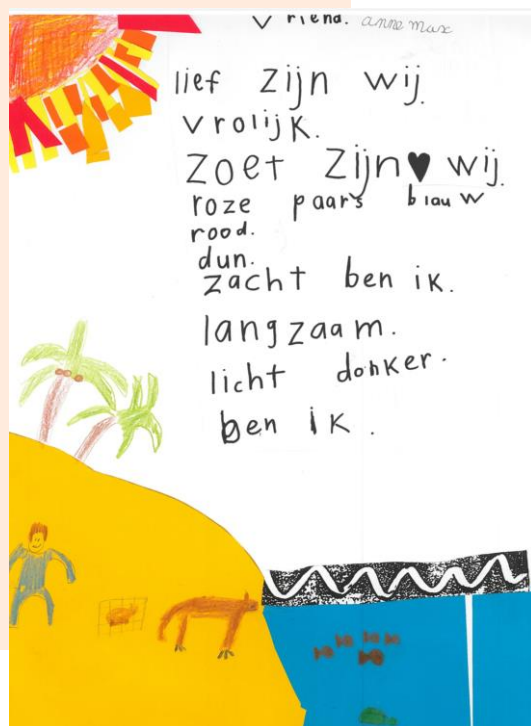 vriend. anne max
lief zijn wij.
vrolijk.
zoet zijn♥wij.
roze paars blauw
rood.
dun.
zacht ben ik.
langzaam.
licht donker.
ben ik.